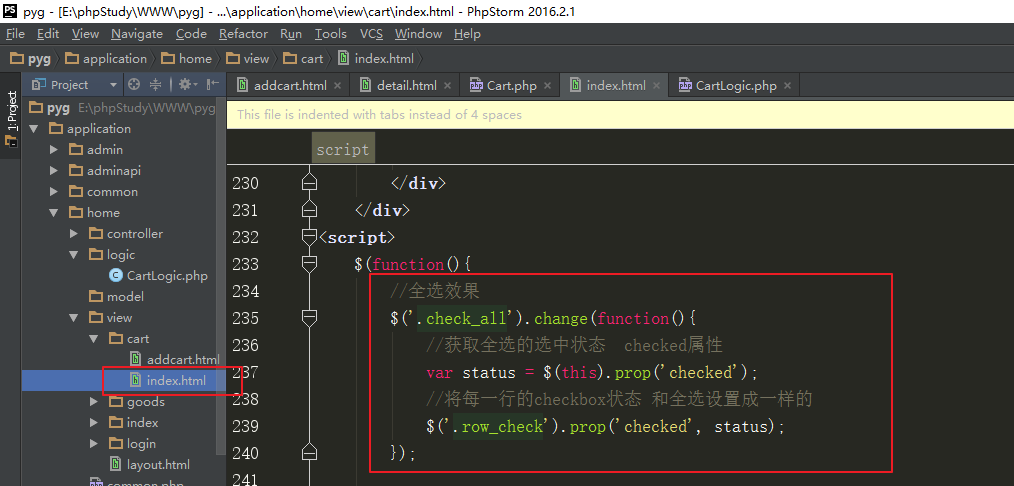 PS pyg - [E:\phpStudy\WWW\pyg] - ...\application\home\view\cart\index.html - PhpStorm 2016.2.1
File Edit View Navigate Code Refactor Run Tools VCS Window Help
pyg application home view cart index.html
Project addcart.html detail.html Cart.php index.html CartLogic.php
1: Project
pyg E:\phpStudy\WWW\pyg
application
admin
adminapi
common
home
controller
logic
CartLogic.php
model
view
cart
addcart.html
index.html
goods
index
login
layout.html
common.php
This file is indented with tabs instead of 4 spaces
script
230 </div>
231 </div>
232 <script>
233 $(function(){
234 //全选效果
235 $('.check_all').change(function(){
236 //获取全选的选中状态 checked属性
237 var status = $(this).prop('checked');
238 //将每一行的checkbox状态 和全选设置成一样的
239 $('.row_check').prop('checked', status);
240 });
241